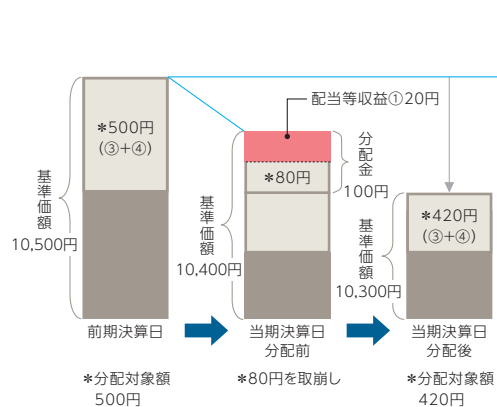 基準価額
10,500円
*500円
(③+④)
前期決算日
*分配対象額
500円
配当等収益①20円
*80円
分配金
100円
基準価額
10,400円
当期決算日
分配前
*80円を取崩し
*420円
(③+④)
基準価額
10,300円
当期決算日
分配後
*分配対象額
420円